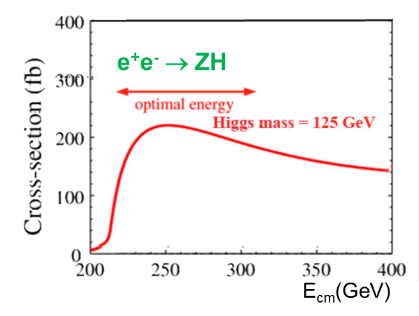 400
300
200
100
0
Cross-section (fb)
e⁺e⁻ → ZH
optimal energy
Higgs mass = 125 GeV
200 250 300 350 400
E_cm(GeV)